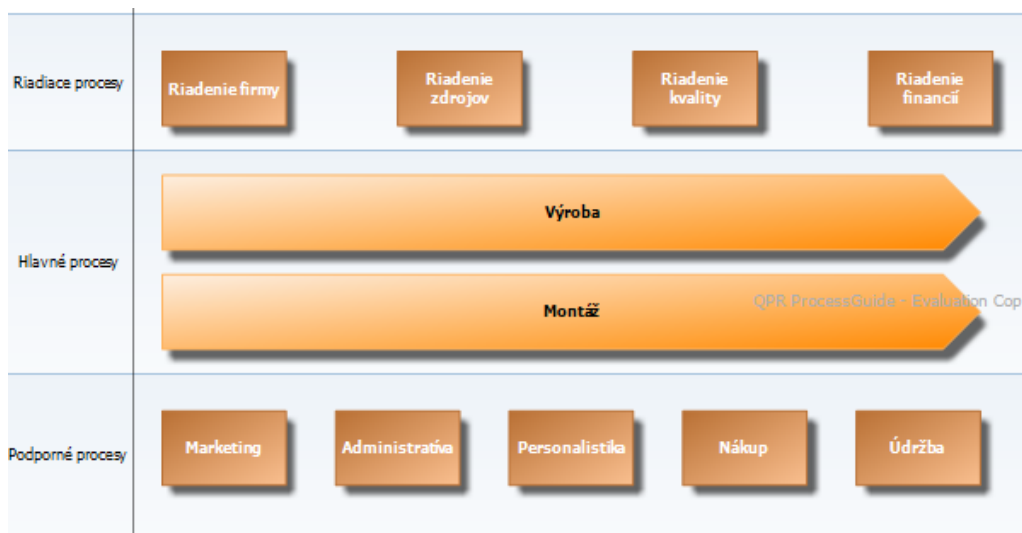 Riadiace procesy
Riadenie firmy
Riadenie
zdrojov
Riadenie
kvality
Riadenie
financií
Hlavné procesy
Výroba
Montáž
QPR ProcessGuide - Evaluation Cop
Podporné procesy
Marketing
Administratíva
Personalistika
Nákup
Údržba